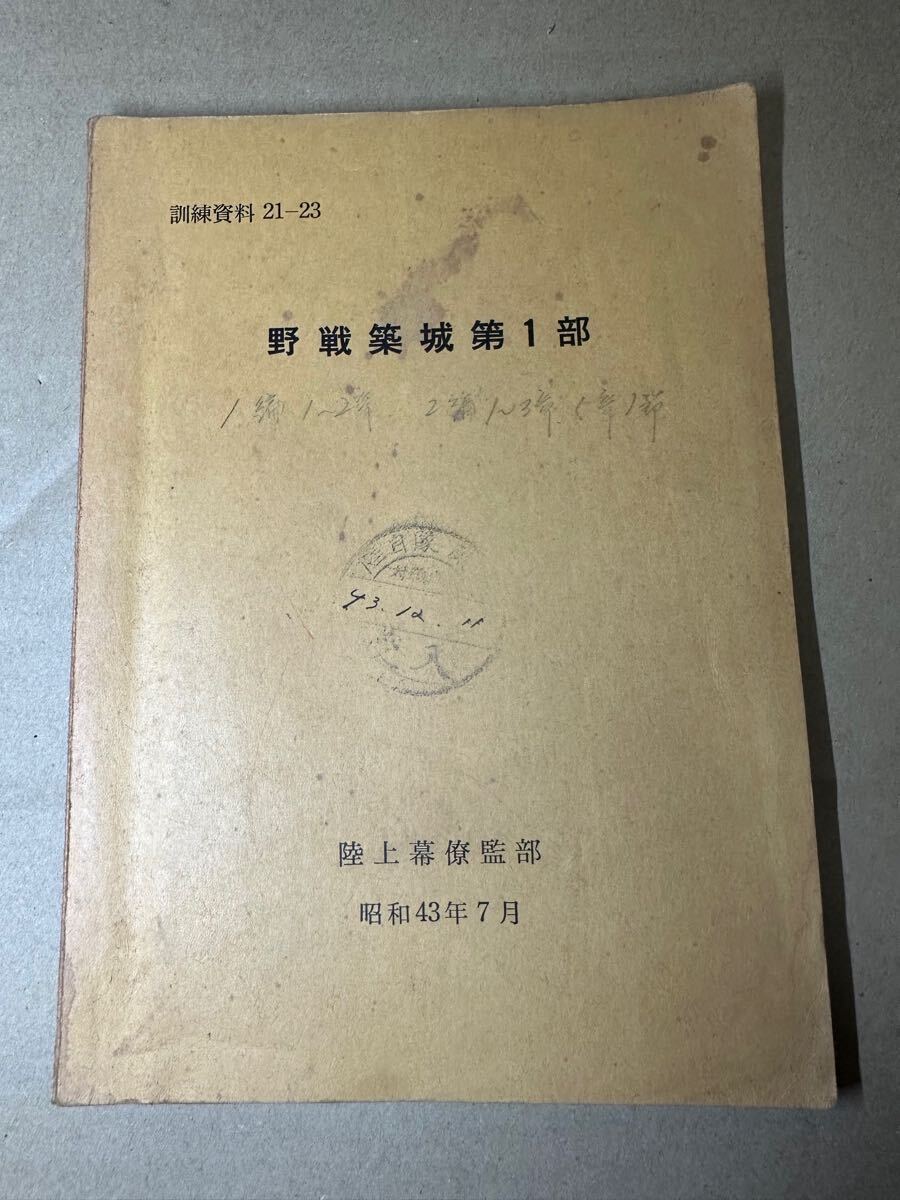 訓練資料 21-23
野戦築城第1部
1編 1~2章. 2編 1~3章. 5章1節
43.12.11
陸上幕僚監部
昭和43年7月